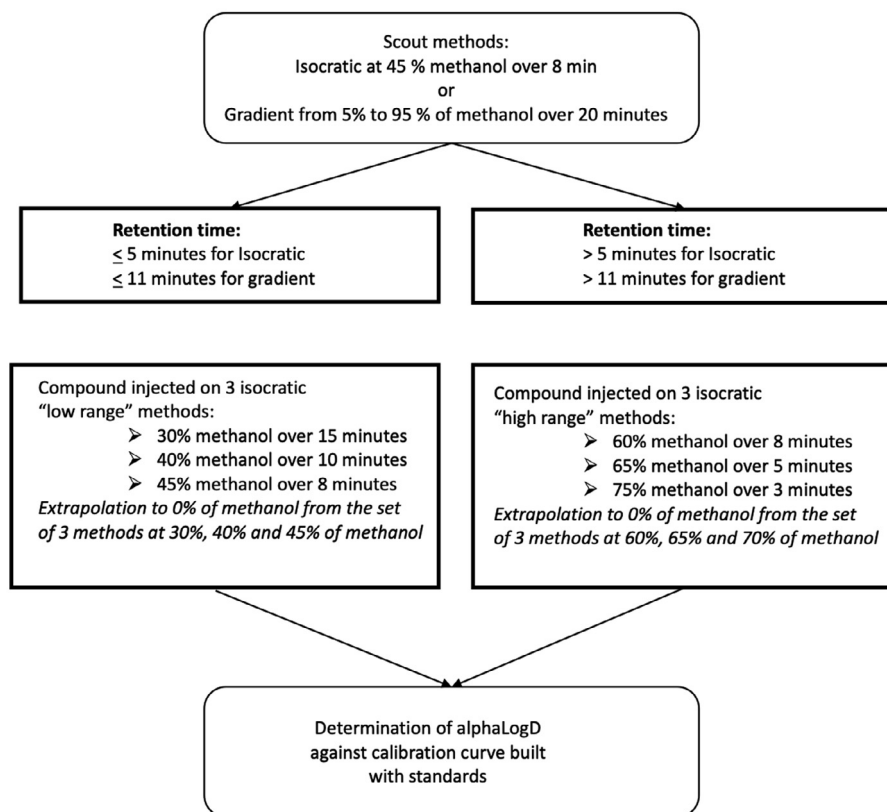 Scout methods:
Isocratic at 45 % methanol over 8 min
or
Gradient from 5% to 95 % of methanol over 20 minutes
Retention time:
≤ 5 minutes for Isocratic
≤ 11 minutes for gradient
Retention time:
> 5 minutes for Isocratic
> 11 minutes for gradient
Compound injected on 3 isocratic
“low range” methods:
➢ 30% methanol over 15 minutes
➢ 40% methanol over 10 minutes
➢ 45% methanol over 8 minutes
Extrapolation to 0% of methanol from the set
of 3 methods at 30%, 40% and 45% of methanol
Compound injected on 3 isocratic
“high range” methods:
➢ 60% methanol over 8 minutes
➢ 65% methanol over 5 minutes
➢ 75% methanol over 3 minutes
Extrapolation to 0% of methanol from the set
of 3 methods at 60%, 65% and 70% of methanol
Determination of alphaLogD
against calibration curve built
with standards